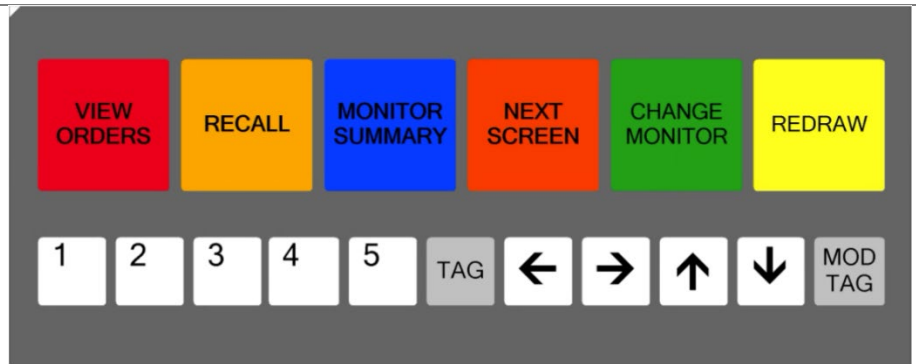 VIEW
ORDERS
RECALL
MONITOR
SUMMARY
NEXT
SCREEN
CHANGE
MONITOR
REDRAW
1
2
3
4
5
TAG
←
→
↑
↓
MOD
TAG